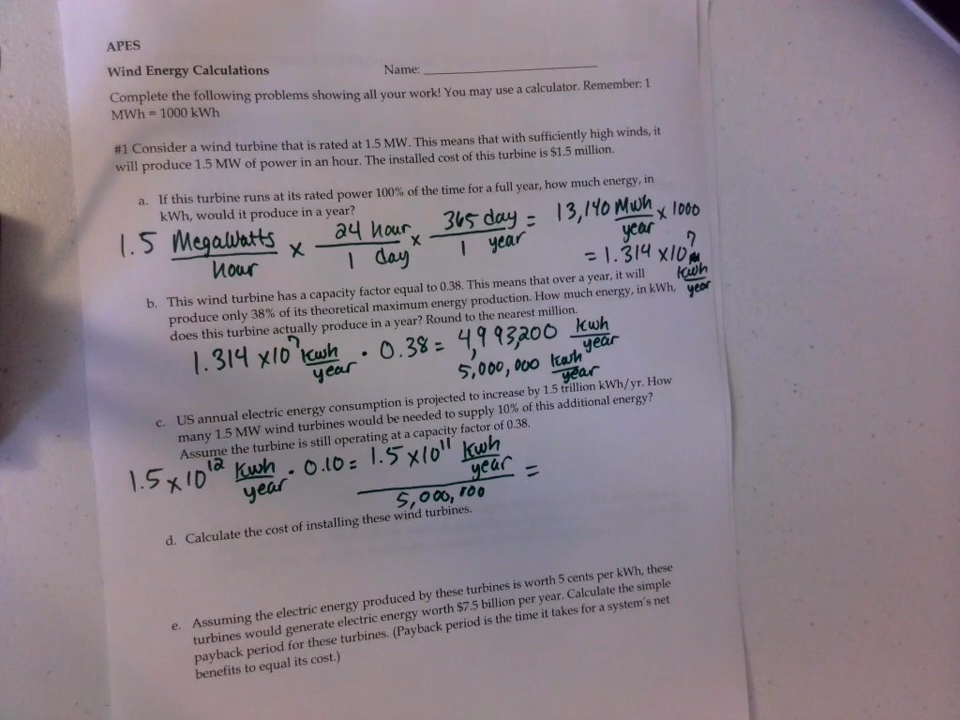 APES
Wind Energy Calculations Name:
Complete the following problems showing all your work! You may use a calculator. Remember: 1
MWh = 1000 kWh
#1 Consider a wind turbine that is rated at 1.5 MW. This means that with sufficiently high winds, it
will produce 1.5 MW of power in an hour. The installed cost of this turbine is $1.5 million.
a. If this turbine runs at its rated power 100% of the time for a full year, how much energy, in
kWh, would it produce in a year?
1.5 MegaWatts/hour x 24 hour/1 day x 365 day/1 year = 13,140 Mwh/year x 1000
= 1.314 x10^7 kwh/year
b. This wind turbine has a capacity factor equal to 0.38. This means that over a year, it will
produce only 38% of its theoretical maximum energy production. How much energy, in kWh,
does this turbine actually produce in a year? Round to the nearest million.
1.314 x10^7 kwh/year · 0.38 = 4,993,200 kwh/year
5,000,000 kwh/year
c. US annual electric energy consumption is projected to increase by 1.5 trillion kWh/yr. How
many 1.5 MW wind turbines would be needed to supply 10% of this additional energy?
Assume the turbine is still operating at a capacity factor of 0.38.
1.5 x10^12 kwh/year · 0.10 = 1.5 x10^11 kwh/year =
5,000,000
d. Calculate the cost of installing these wind turbines.
e. Assuming the electric energy produced by these turbines is worth 5 cents per kWh, these
turbines would generate electric energy worth $7.5 billion per year. Calculate the simple
payback period for these turbines. (Payback period is the time it takes for a system's net
benefits to equal its cost.)